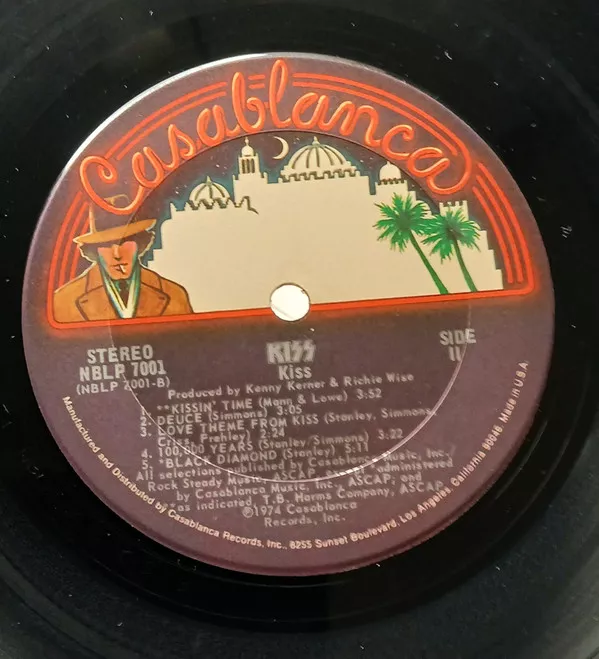 Casablanca
STEREO
NBLP 7001
(NBLP 7001-B)
KISS
Kiss
SIDE
II
Produced by Kenny Kerner & Richie Wise
1. **KISSIN' TIME (Mann & Lowe) 3:52
2. DEUCE (Simmons) 3:05
3. LOVE THEME FROM KISS (Stanley, Simmons,
Criss, Frehley) 2:24
4. 100,000 YEARS (Stanley/Simmons) 3:22
5. *BLACK DIAMOND (Stanley) 5:11
All selections published by Casablanca Music, Inc./
Rock Steady Music, ASCAP, except *administered
by Casablanca Music, Inc., ASCAP, and
**as indicated, T.B. Harms Company, ASCAP.
℗1974 Casablanca
Records, Inc.
Manufactured and Distributed by Casablanca Records, Inc., 8255 Sunset Boulevard, Los Angeles, California 90046. Made in U.S.A.